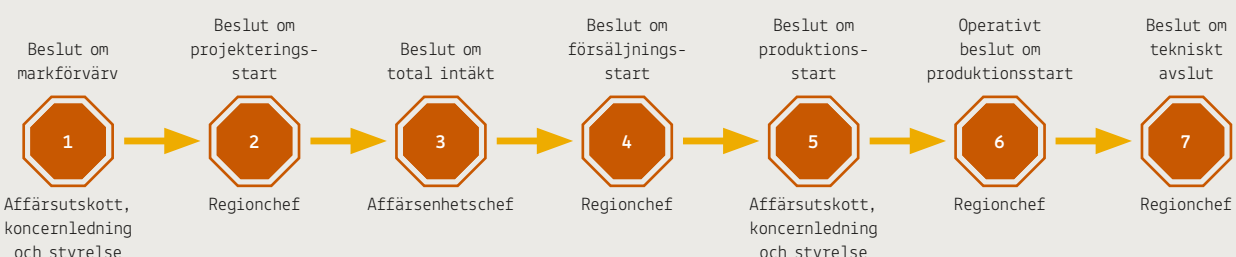 Beslut om
markförvärv
1
Affärsutskott,
koncernledning
och styrelse
Beslut om
projekterings-
start
2
Regionchef
Beslut om
total intäkt
3
Affärsenhetschef
Beslut om
försäljnings-
start
4
Regionchef
Beslut om
produktions-
start
5
Affärsutskott,
koncernledning
och styrelse
Operativt
beslut om
produktionsstart
6
Regionchef
Beslut om
tekniskt
avslut
7
Regionchef